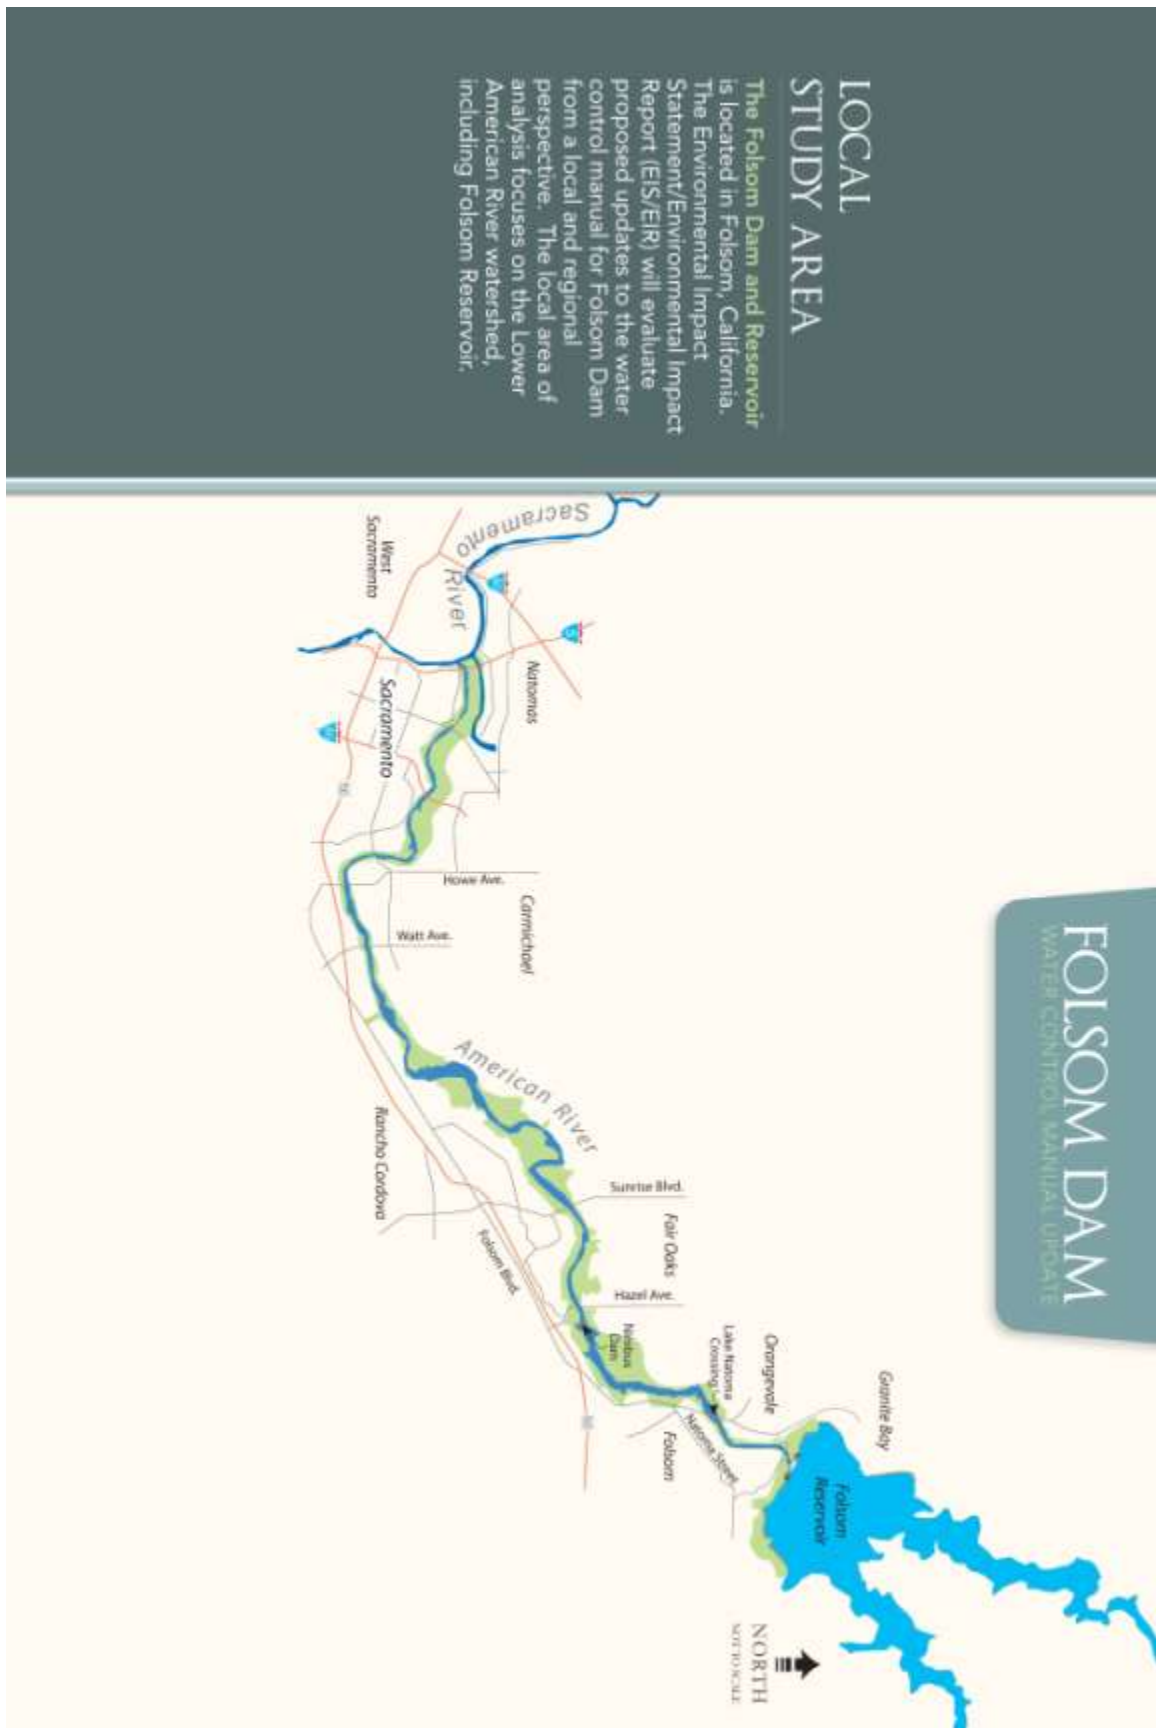 LOCAL
STUDY AREA
The Folsom Dam and Reservoir
is located in Folsom, California.
The Environmental Impact
Statement/Environmental Impact
Report (EIS/EIR) will evaluate
proposed updates to the water
control manual for Folsom Dam
from a local and regional
perspective. The local area of
analysis focuses on the Lower
American River watershed,
including Folsom Reservoir.
FOLSOM DAM
WATER CONTROL MANUAL UPDATE
Granite Bay
Folsom
Reservoir
Orangevale
Lake Natoma
Crossing
Natoma Street
Folsom
Fair Oaks
Sunrise Blvd.
Hazel Ave.
Nimbus
Dam
American River
Folsom Blvd.
Rancho Cordova
Carmichael
Howe Ave.
Watt Ave.
Natomas
5
Sacramento
River
Sacramento
West
Sacramento
50
50
NORTH
NOT TO SCALE